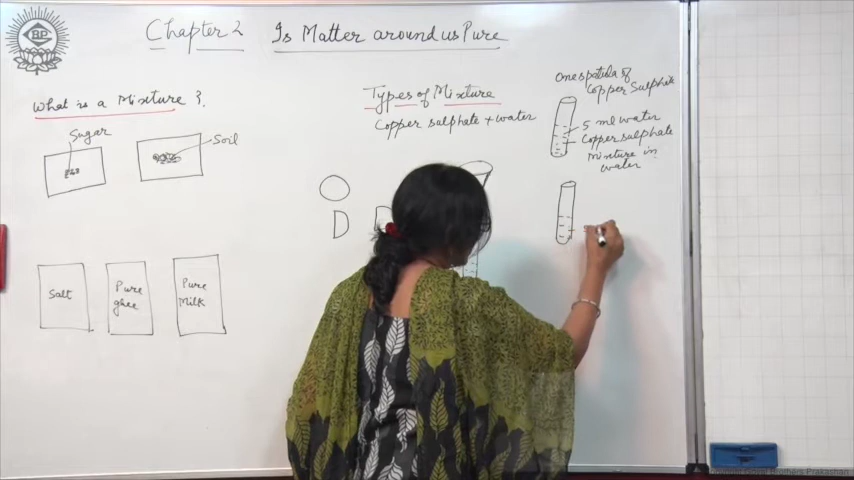 Chapter 2 Is Matter around us Pure
What is a Mixture ?
Sugar
Soil
Salt
Pure
ghee
Pure
Milk
Types of Mixture
Copper sulphate + water
D
One spatula of
Copper Sulphate
5 ml water
Copper sulphate
Mixture in
water
BP